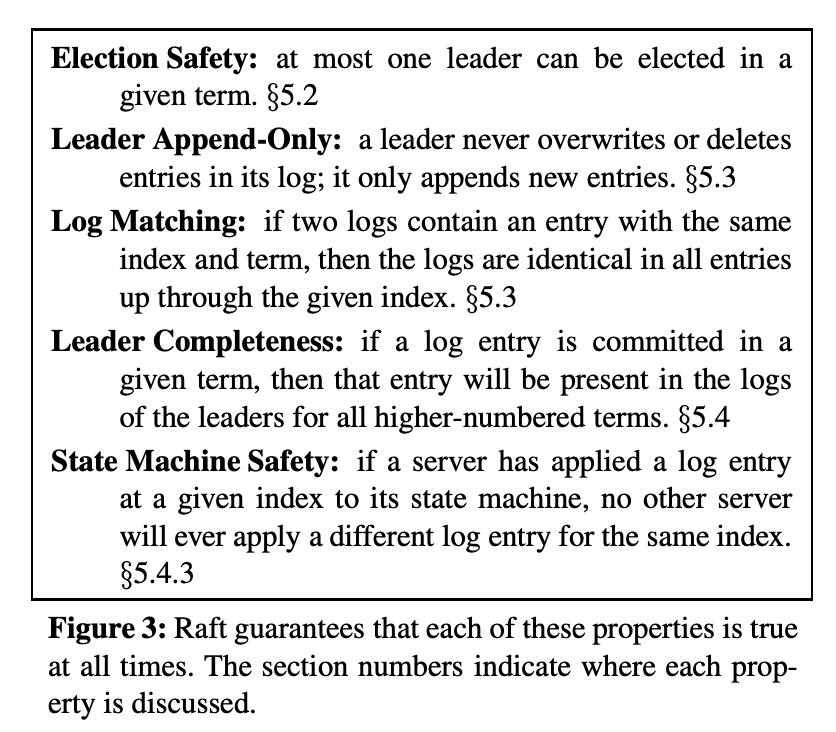 Election Safety: at most one leader can be elected in a
given term. §5.2
Leader Append-Only: a leader never overwrites or deletes
entries in its log; it only appends new entries. §5.3
Log Matching: if two logs contain an entry with the same
index and term, then the logs are identical in all entries
up through the given index. §5.3
Leader Completeness: if a log entry is committed in a
given term, then that entry will be present in the logs
of the leaders for all higher-numbered terms. §5.4
State Machine Safety: if a server has applied a log entry
at a given index to its state machine, no other server
will ever apply a different log entry for the same index.
§5.4.3
Figure 3: Raft guarantees that each of these properties is true
at all times. The section numbers indicate where each prop-
erty is discussed.